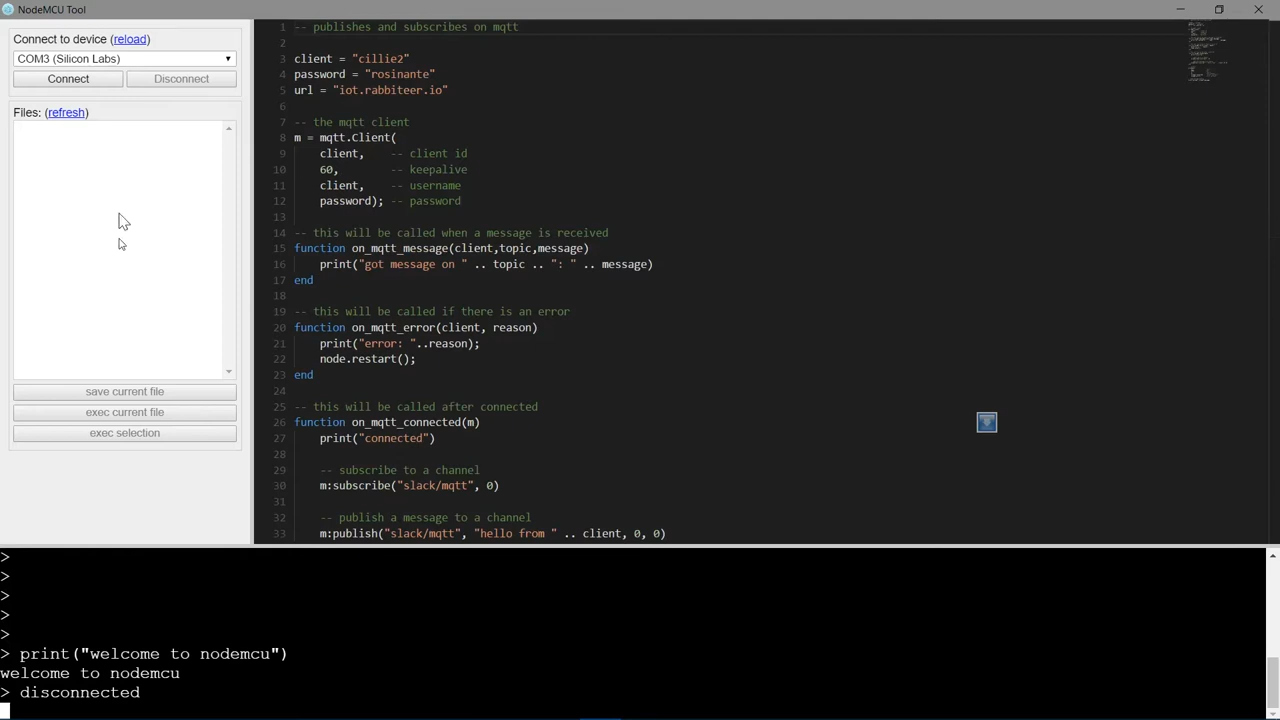 NodeMCU Tool
Connect to device (reload)
COM3 (Silicon Labs)
Connect
Disconnect
Files: (refresh)
save current file
exec current file
exec selection
1 -- publishes and subscribes on mqtt
2
3 client = "cillie2"
4 password = "rosinante"
5 url = "iot.rabbiteer.io"
6
7 -- the mqtt client
8 m = mqtt.Client(
9 client, -- client id
10 60, -- keepalive
11 client, -- username
12 password); -- password
13
14 -- this will be called when a message is received
15 function on_mqtt_message(client,topic,message)
16 print("got message on " .. topic .. ": " .. message)
17 end
18
19 -- this will be called if there is an error
20 function on_mqtt_error(client, reason)
21 print("error: "..reason);
22 node.restart();
23 end
24
25 -- this will be called after connected
26 function on_mqtt_connected(m)
27 print("connected")
28
29 -- subscribe to a channel
30 m:subscribe("slack/mqtt", 0)
31
32 -- publish a message to a channel
33 m:publish("slack/mqtt", "hello from " .. client, 0, 0)
>
>
>
>
>
> print("welcome to nodemcu")
welcome to nodemcu
> disconnected